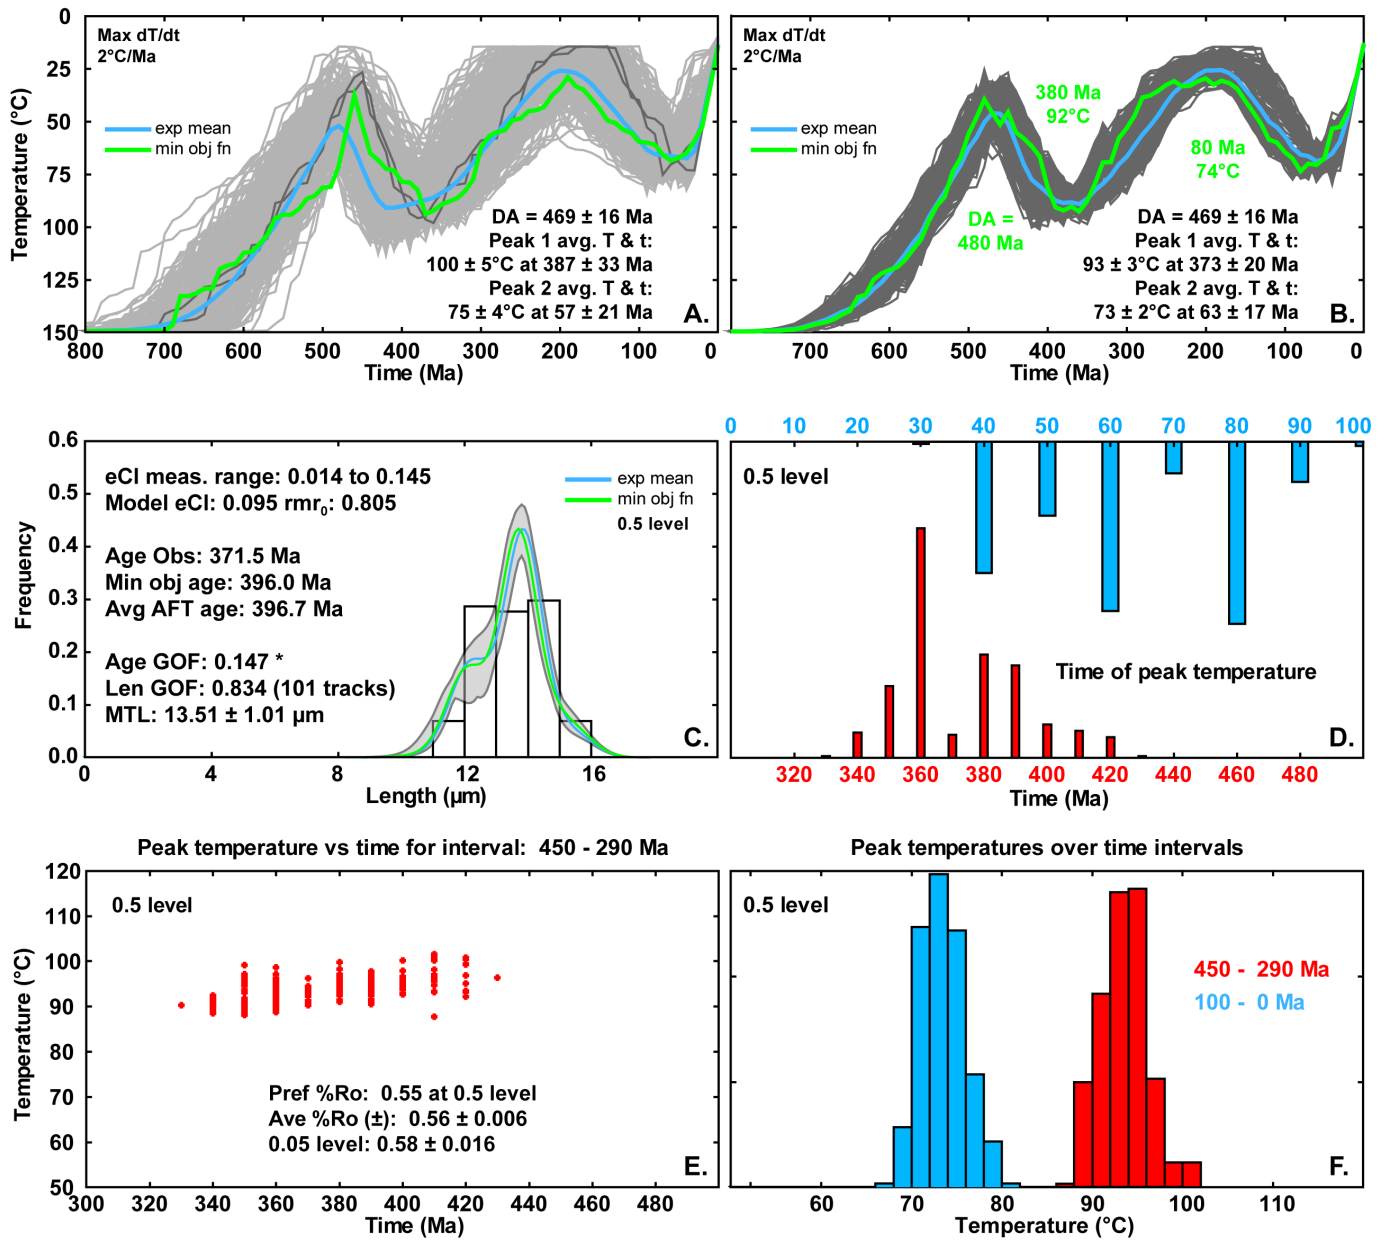 Max dT/dt
2°C/Ma
exp mean
min obj fn
DA = 469 ± 16 Ma
Peak 1 avg. T & t:
100 ± 5°C at 387 ± 33 Ma
Peak 2 avg. T & t:
75 ± 4°C at 57 ± 21 Ma
A.
0
25
50
75
100
125
150
Temperature (°C)
800 700 600 500 400 300 200 100 0
Time (Ma)
Max dT/dt
2°C/Ma
exp mean
min obj fn
380 Ma
92°C
80 Ma
74°C
DA =
480 Ma
DA = 469 ± 16 Ma
Peak 1 avg. T & t:
93 ± 3°C at 373 ± 20 Ma
Peak 2 avg. T & t:
73 ± 2°C at 63 ± 17 Ma
B.
700 600 500 400 300 200 100 0
Time (Ma)
0.6
0.5
0.4
0.3
0.2
0.1
0.0
Frequency
eCl meas. range: 0.014 to 0.145
Model eCl: 0.095 rmr0: 0.805
Age Obs: 371.5 Ma
Min obj age: 396.0 Ma
Avg AFT age: 396.7 Ma
Age GOF: 0.147 *
Len GOF: 0.834 (101 tracks)
MTL: 13.51 ± 1.01 µm
exp mean
min obj fn
0.5 level
C.
0 4 8 12 16
Length (µm)
0 10 20 30 40 50 60 70 80 90 100
0.5 level
Time of peak temperature
D.
320 340 360 380 400 420 440 460 480
Time (Ma)
Peak temperature vs time for interval: 450 - 290 Ma
120
110
100
90
80
70
60
50
Temperature (°C)
0.5 level
Pref %Ro: 0.55 at 0.5 level
Ave %Ro (±): 0.56 ± 0.006
0.05 level: 0.58 ± 0.016
E.
300 320 340 360 380 400 420 440 460 480
Time (Ma)
Peak temperatures over time intervals
0.5 level
450 - 290 Ma
100 - 0 Ma
F.
60 70 80 90 100 110
Temperature (°C)